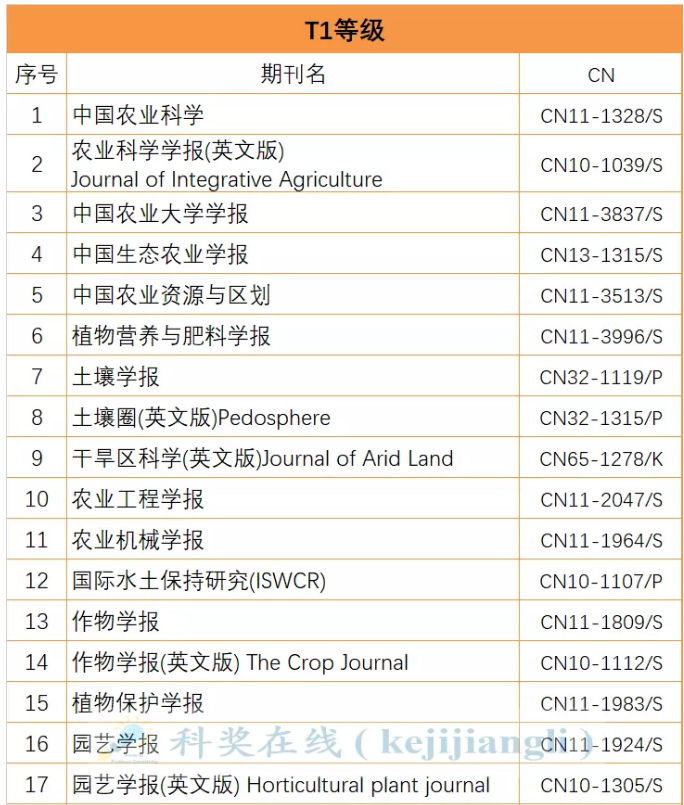 T1等级
序号 期刊名 CN
1 中国农业科学 CN11-1328/S
2 农业科学学报(英文版) CN10-1039/S
Journal of Integrative Agriculture
3 中国农业大学学报 CN11-3837/S
4 中国生态农业学报 CN13-1315/S
5 中国农业资源与区划 CN11-3513/S
6 植物营养与肥料学报 CN11-3996/S
7 土壤学报 CN32-1119/P
8 土壤圈(英文版)Pedosphere CN32-1315/P
9 干旱区科学(英文版)Journal of Arid Land CN65-1278/K
10 农业工程学报 CN11-2047/S
11 农业机械学报 CN11-1964/S
12 国际水土保持研究(ISWCR) CN10-1107/P
13 作物学报 CN11-1809/S
14 作物学报(英文版) The Crop Journal CN10-1112/S
15 植物保护学报 CN11-1983/S
16 园艺学报 CN11-1924/S
科奖在线(kejijiangli)
17 园艺学报(英文版) Horticultural plant journal CN10-1305/S